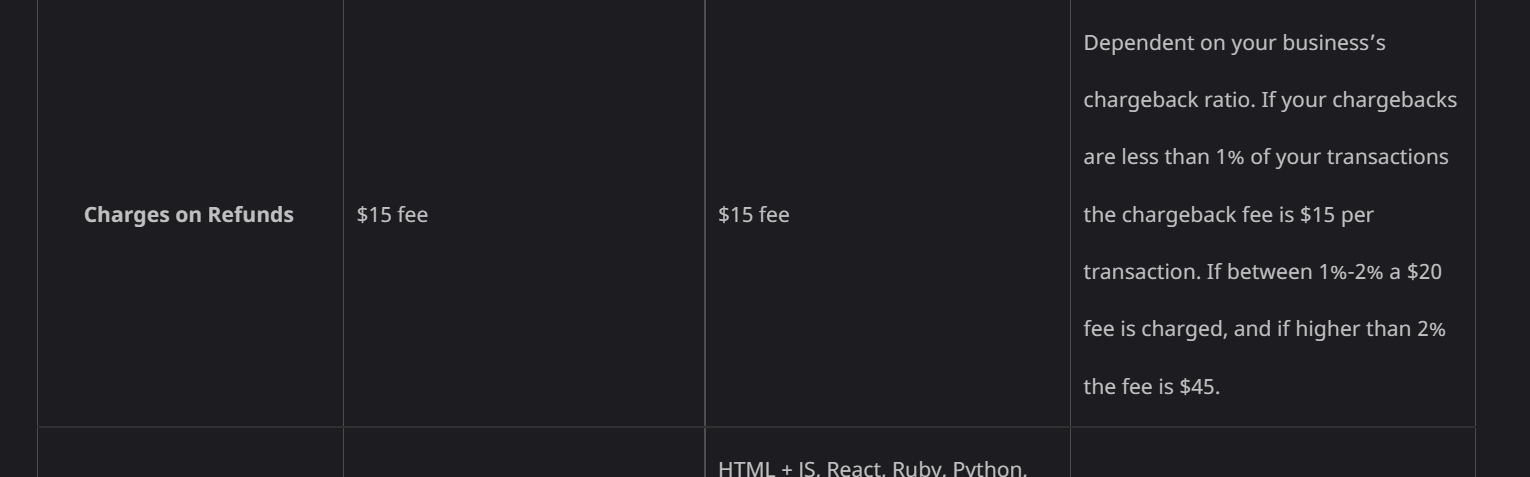 Charges on Refunds
$15 fee
$15 fee
Dependent on your business’s
chargeback ratio. If your chargebacks
are less than 1% of your transactions
the chargeback fee is $15 per
transaction. If between 1%-2% a $20
fee is charged, and if higher than 2%
the fee is $45.
HTML + JS, React, Ruby, Python,